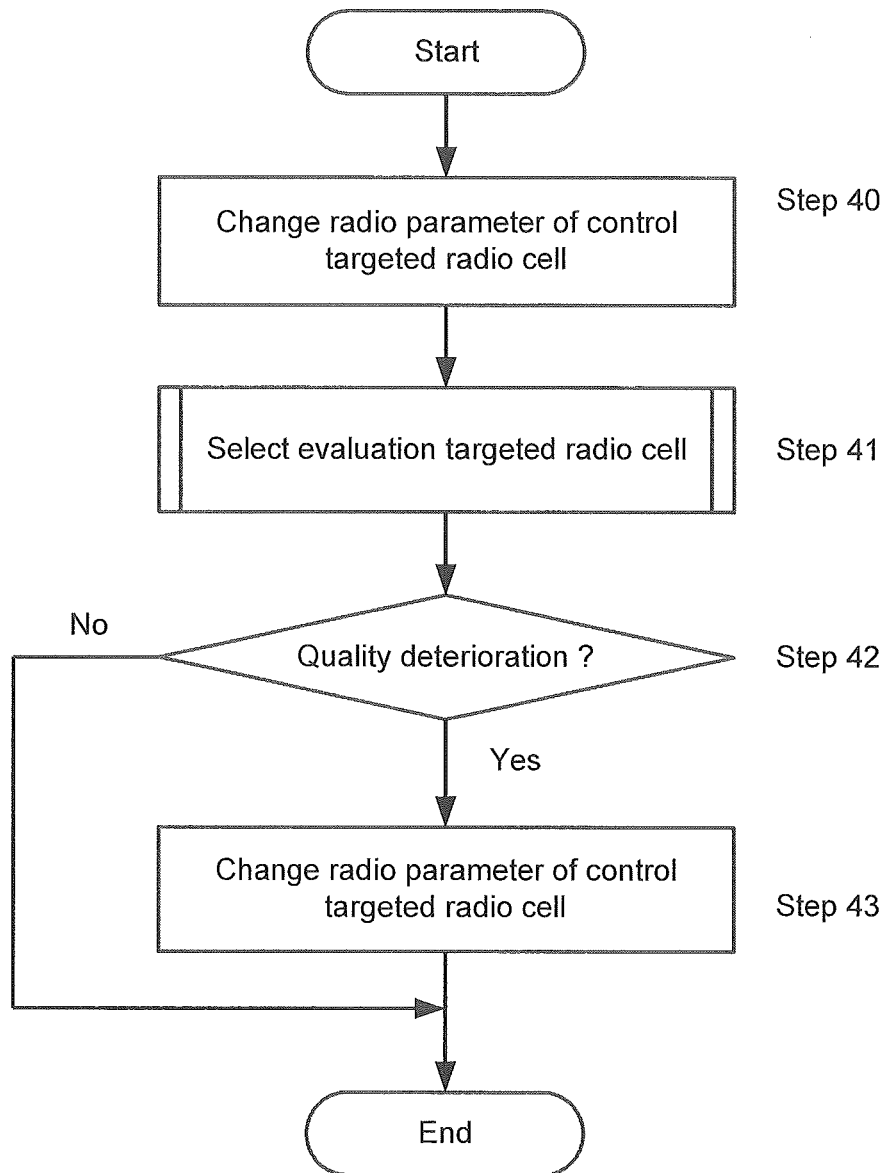 Start
Change radio parameter of control
targeted radio cell
Step 40
Select evaluation targeted radio cell
Step 41
No
Quality deterioration ?
Step 42
Yes
Change radio parameter of control
targeted radio cell
Step 43
End